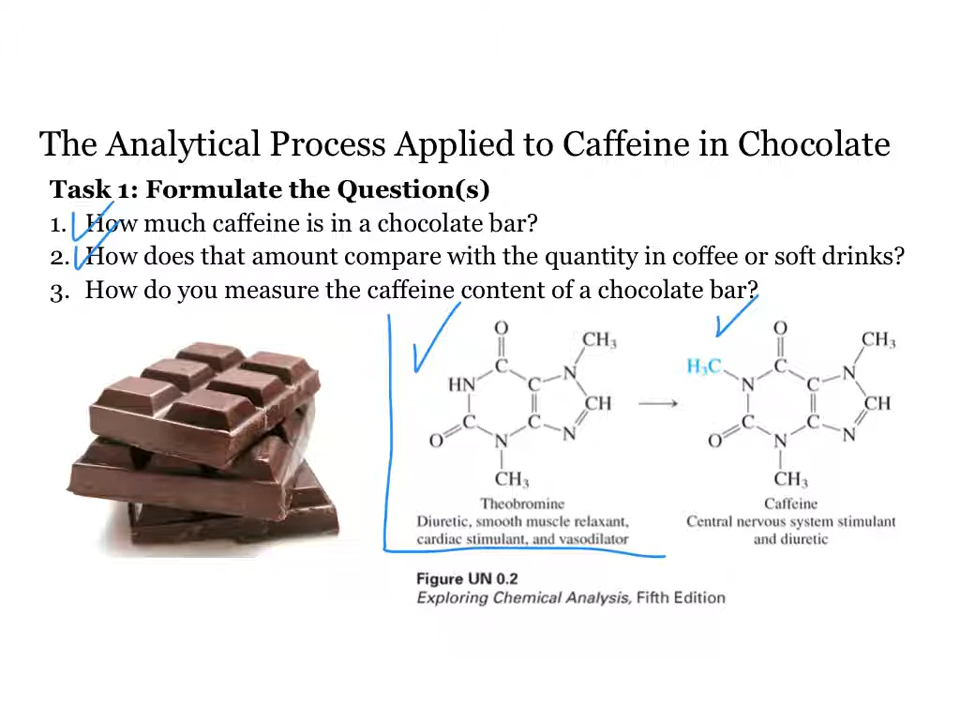 The Analytical Process Applied to Caffeine in Chocolate
Task 1: Formulate the Question(s)
1. How much caffeine is in a chocolate bar?
2. How does that amount compare with the quantity in coffee or soft drinks?
3. How do you measure the caffeine content of a chocolate bar?
O CH₃
C N
HN C
CH
C C
O N N
CH₃
Theobromine
Diuretic, smooth muscle relaxant,
cardiac stimulant, and vasodilator
O CH₃
H₃C C N
N C
CH
C C
O N N
CH₃
Caffeine
Central nervous system stimulant
and diuretic
Figure UN 0.2
Exploring Chemical Analysis, Fifth Edition